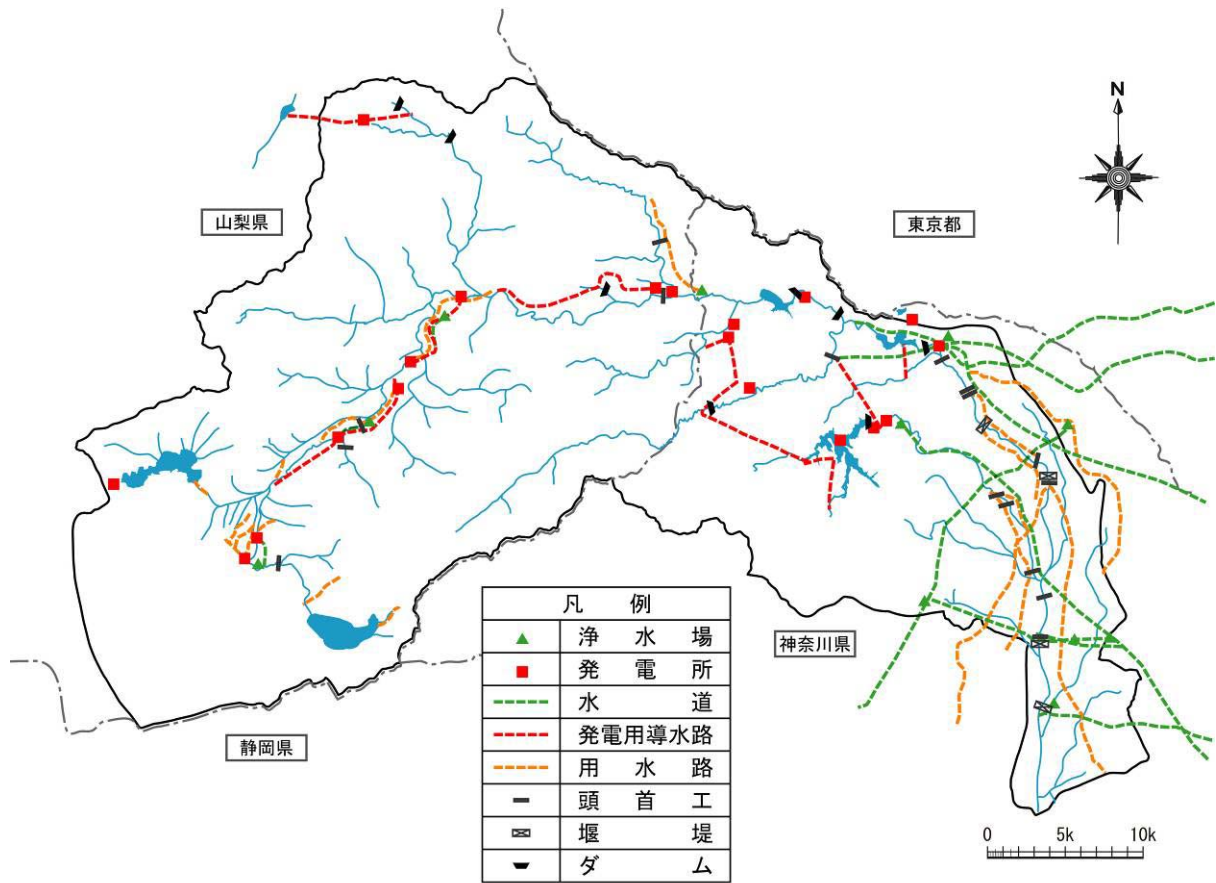 N
山梨県
東京都
凡 例
浄 水 場
発 電 所
水 道
発電用導水路
用 水 路
頭 首 工
堰 堤
ダ ム
神奈川県
静岡県
0 5k 10k